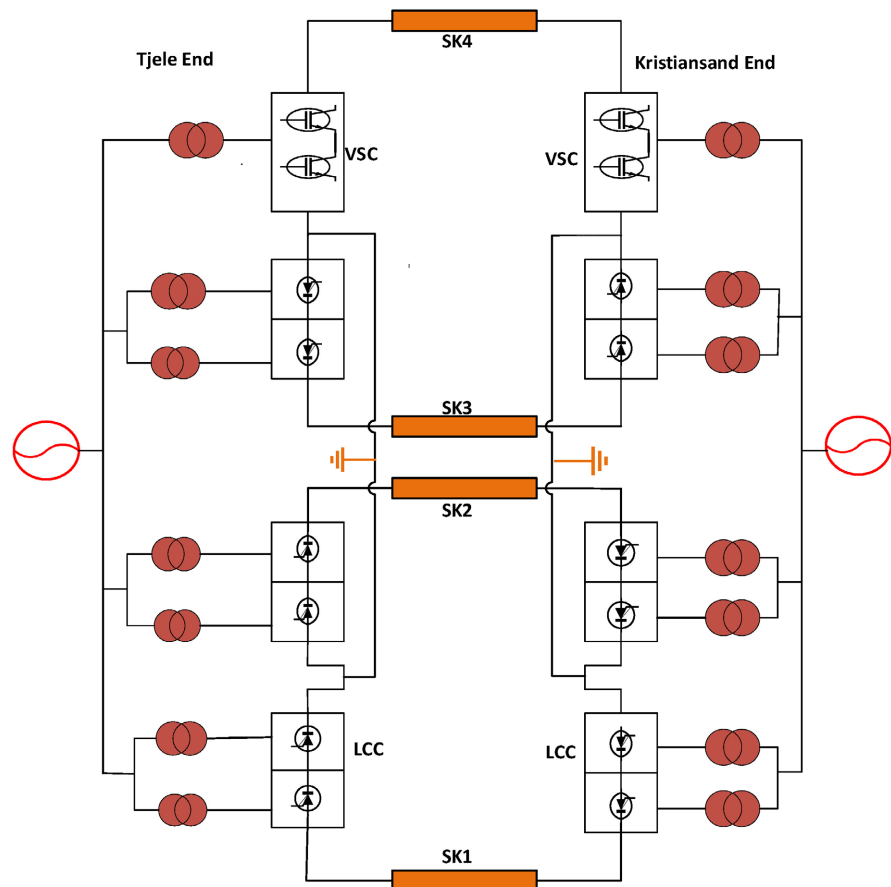 SK4
Tjele End
Kristiansand End
VSC
VSC
SK3
SK2
LCC
LCC
SK1